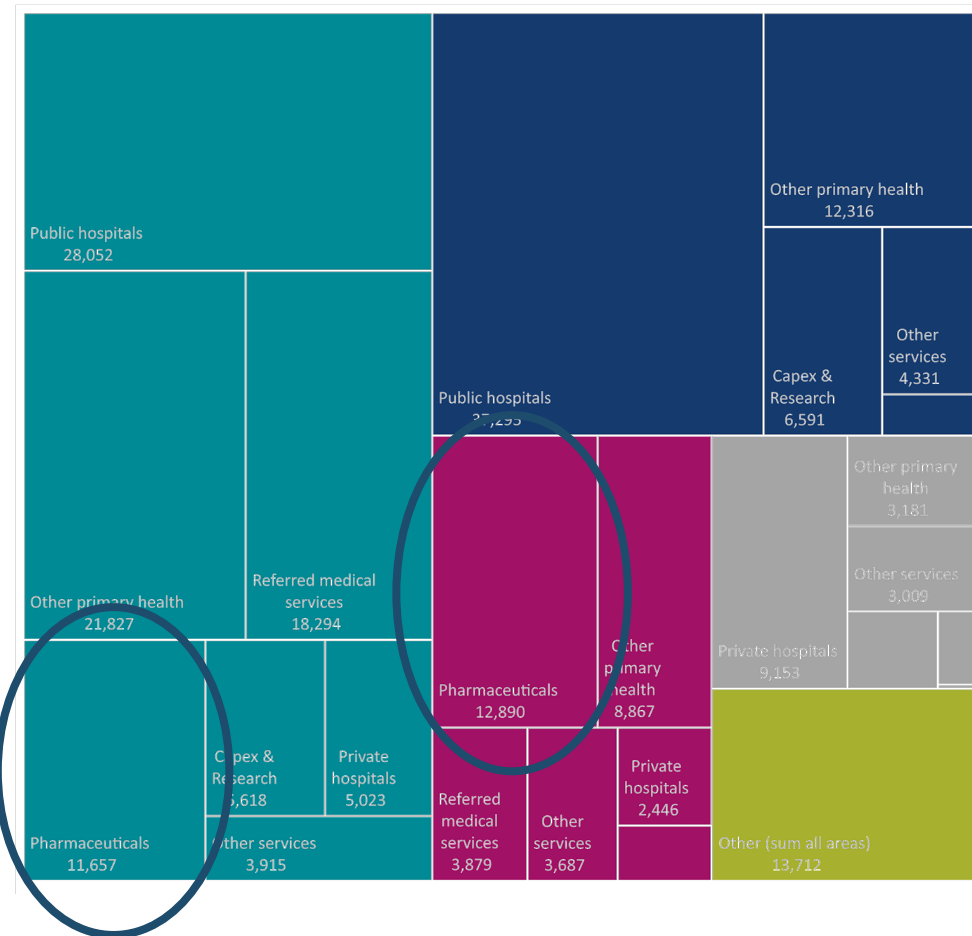 Public hospitals
28,052
Other primary health
21,827
Referred medical
services
18,294
Pharmaceuticals
11,657
Capex &
Research
5,618
Private
hospitals
5,023
Other services
3,915
Public hospitals
37,295
Other primary health
12,316
Capex &
Research
6,591
Other
services
4,331
Pharmaceuticals
12,890
Other
primary
health
8,867
Referred
medical
services
3,879
Other
services
3,687
Private
hospitals
2,446
Private hospitals
9,153
Other primary
health
3,181
Other services
3,009
Other (sum all areas)
13,712